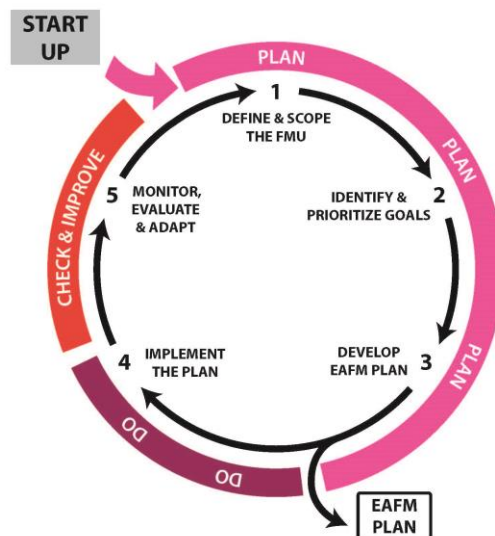 START
UP
PLAN
1
DEFINE & SCOPE
THE FMU
PLAN
2
IDENTIFY &
PRIORITIZE GOALS
PLAN
3
DEVELOP
EAFM PLAN
EAFM
PLAN
DO
DO
4
IMPLEMENT
THE PLAN
CHECK & IMPROVE
5
MONITOR,
EVALUATE
& ADAPT